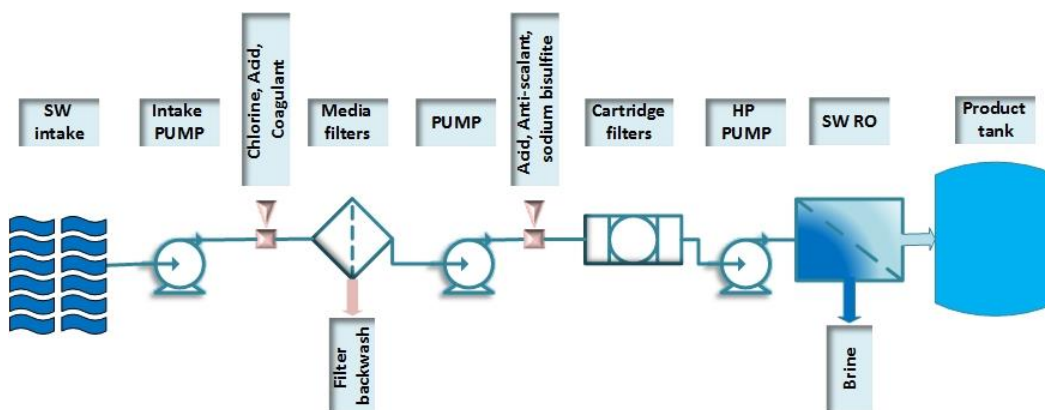 SW
intake
Intake
PUMP
Chlorine, Acid,
Coagulant
Media
filters
PUMP
Acid, Anti-scalant,
sodium bisulfite
Cartridge
filters
HP
PUMP
SW RO
Product
tank
Filter
backwash
Brine